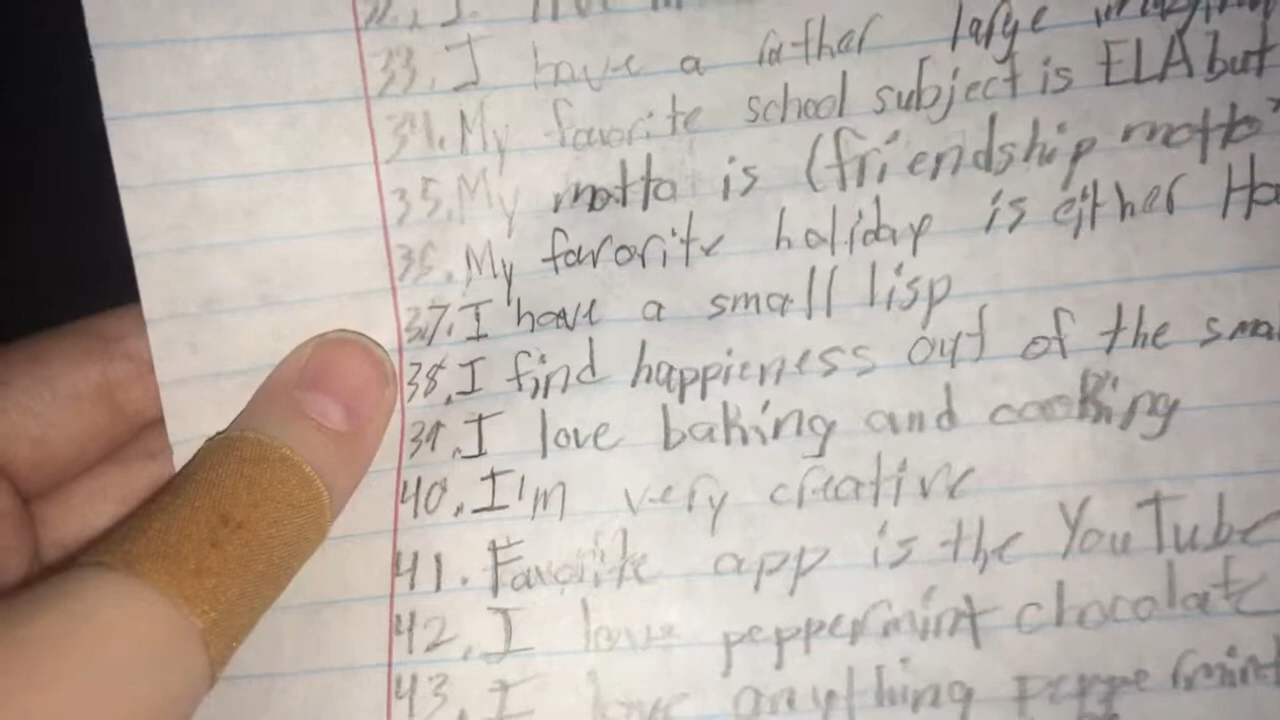 33. I have a rather large
34. My favorite school subject is ELA but
35. My motto is (friendship motto
36. My favorite holiday is either Ha
37. I have a small lisp
38. I find happieness out of the sma
39. I love baking and cooking
40. I'm very creative
41. Favorite app is the YouTube
42. I love peppermint chocolate
43. I love anything peppermint